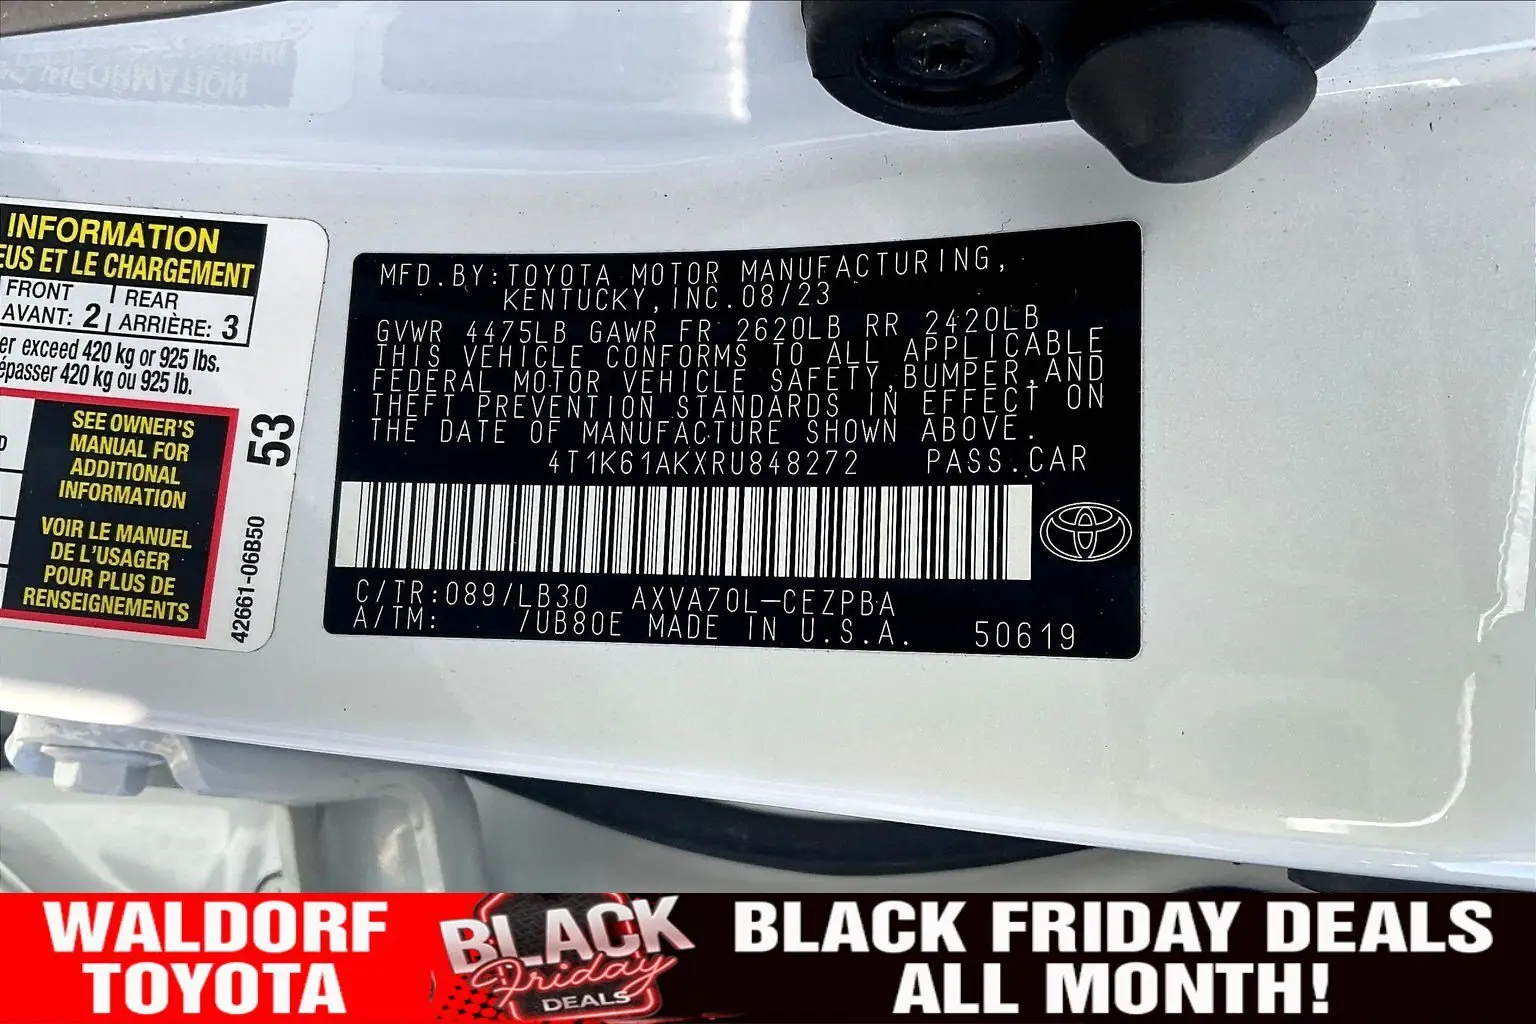 INFORMATION
EUS ET LE CHARGEMENT
FRONT REAR
AVANT: 2 ARRIÈRE: 3
er exceed 420 kg or 925 lbs.
épasser 420 kg ou 925 lb.
SEE OWNER'S
MANUAL FOR
ADDITIONAL
INFORMATION
VOIR LE MANUEL
DE L'USAGER
POUR PLUS DE
RENSEIGNEMENTS
53
42661-06B50
MFD.BY:TOYOTA MOTOR MANUFACTURING,
KENTUCKY,INC.08/23
GVWR 4475LB GAWR FR 2620LB RR 2420LB
THIS VEHICLE CONFORMS TO ALL APPLICABLE
FEDERAL MOTOR VEHICLE SAFETY,BUMPER,AND
THEFT PREVENTION STANDARDS IN EFFECT ON
THE DATE OF MANUFACTURE SHOWN ABOVE.
4T1K61AKXRU848272 PASS.CAR
C/TR:089/LB30 AXVA70L-CEZPBA
A/TM: /UB80E MADE IN U.S.A. 50619
WALDORF
TOYOTA
BLACK
Friday
DEALS
BLACK FRIDAY DEALS
ALL MONTH!